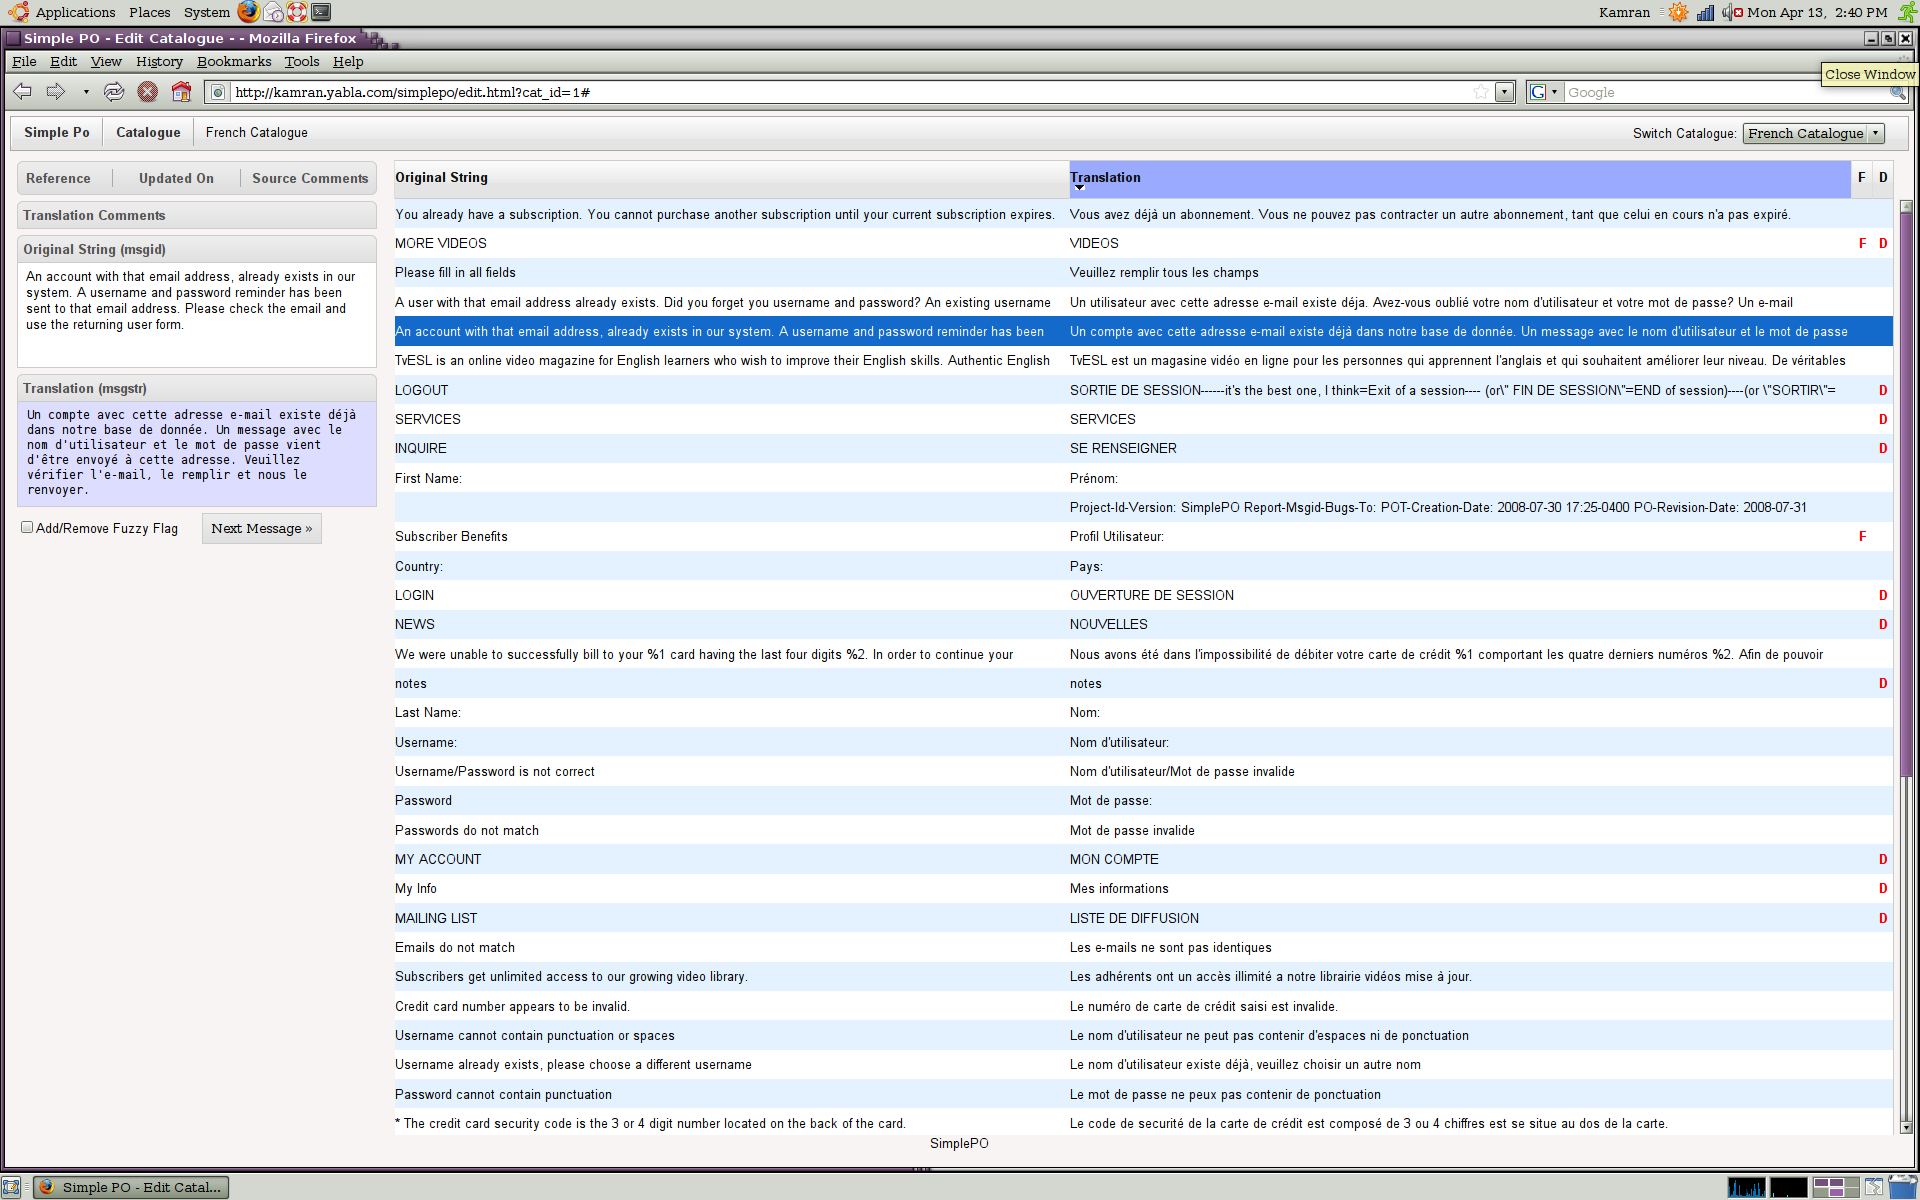 Applications Places System Kamran Mon Apr 13, 2:40 PM
Simple PO - Edit Catalogue - - Mozilla Firefox
File Edit View History Bookmarks Tools Help
Close Window
http://kamran.yabla.com/simplepo/edit.html?cat_id=1# G Google
Simple Po Catalogue French Catalogue Switch Catalogue: French Catalogue
Reference Updated On Source Comments
Translation Comments
Original String (msgid)
An account with that email address, already exists in our
system. A username and password reminder has been
sent to that email address. Please check the email and
use the returning user form.
Translation (msgstr)
Un compte avec cette adresse e-mail existe déjà
dans notre base de donnée. Un message avec le
nom d'utilisateur et le mot de passe vient
d'être envoyé à cette adresse. Veuillez
vérifier l'e-mail, le remplir et nous le
renvoyer.
Add/Remove Fuzzy Flag Next Message »
Original String Translation F D
You already have a subscription. You cannot purchase another subscription until your current subscription expires. Vous avez déjà un abonnement. Vous ne pouvez pas contracter un autre abonnement, tant que celui en cours n'a pas expiré.
MORE VIDEOS VIDEOS F D
Please fill in all fields Veuillez remplir tous les champs
A user with that email address already exists. Did you forget you username and password? An existing username Un utilisateur avec cette adresse e-mail existe déja. Avez-vous oublié votre nom d'utilisateur et votre mot de passe? Un e-mail
An account with that email address, already exists in our system. A username and password reminder has been Un compte avec cette adresse e-mail existe déjà dans notre base de donnée. Un message avec le nom d'utilisateur et le mot de passe
TvESL is an online video magazine for English learners who wish to improve their English skills. Authentic English TvESL est un magasine vidéo en ligne pour les personnes qui apprennent l'anglais et qui souhaitent améliorer leur niveau. De véritables
LOGOUT SORTIE DE SESSION------it's the best one, I think=Exit of a session---- (or\" FIN DE SESSION\"=END of session)----(or \"SORTIR\"= D
SERVICES SERVICES D
INQUIRE SE RENSEIGNER D
First Name: Prénom:
Project-Id-Version: SimplePO Report-Msgid-Bugs-To: POT-Creation-Date: 2008-07-30 17:25-0400 PO-Revision-Date: 2008-07-31
Subscriber Benefits Profil Utilisateur: F
Country: Pays:
LOGIN OUVERTURE DE SESSION D
NEWS NOUVELLES D
We were unable to successfully bill to your %1 card having the last four digits %2. In order to continue your Nous avons été dans l'impossibilité de débiter votre carte de crédit %1 comportant les quatre derniers numéros %2. Afin de pouvoir
notes notes D
Last Name: Nom:
Username: Nom d'utilisateur:
Username/Password is not correct Nom d'utilisateur/Mot de passe invalide
Password Mot de passe:
Passwords do not match Mot de passe invalide
MY ACCOUNT MON COMPTE D
My Info Mes informations D
MAILING LIST LISTE DE DIFFUSION D
Emails do not match Les e-mails ne sont pas identiques
Subscribers get unlimited access to our growing video library. Les adhérents ont un accès illimité a notre librairie vidéos mise à jour.
Credit card number appears to be invalid. Le numéro de carte de crédit saisi est invalide.
Username cannot contain punctuation or spaces Le nom d'utilisateur ne peut pas contenir d'espaces ni de ponctuation
Username already exists, please choose a different username Le nom d'utilisateur existe déjà, veuillez choisir un autre nom
Password cannot contain punctuation Le mot de passe ne peux pas contenir de ponctuation
* The credit card security code is the 3 or 4 digit number located on the back of the card. Le code de securité de la carte de crédit est composé de 3 ou 4 chiffres est se situe au dos de la carte.
SimplePO
Simple PO - Edit Catal...